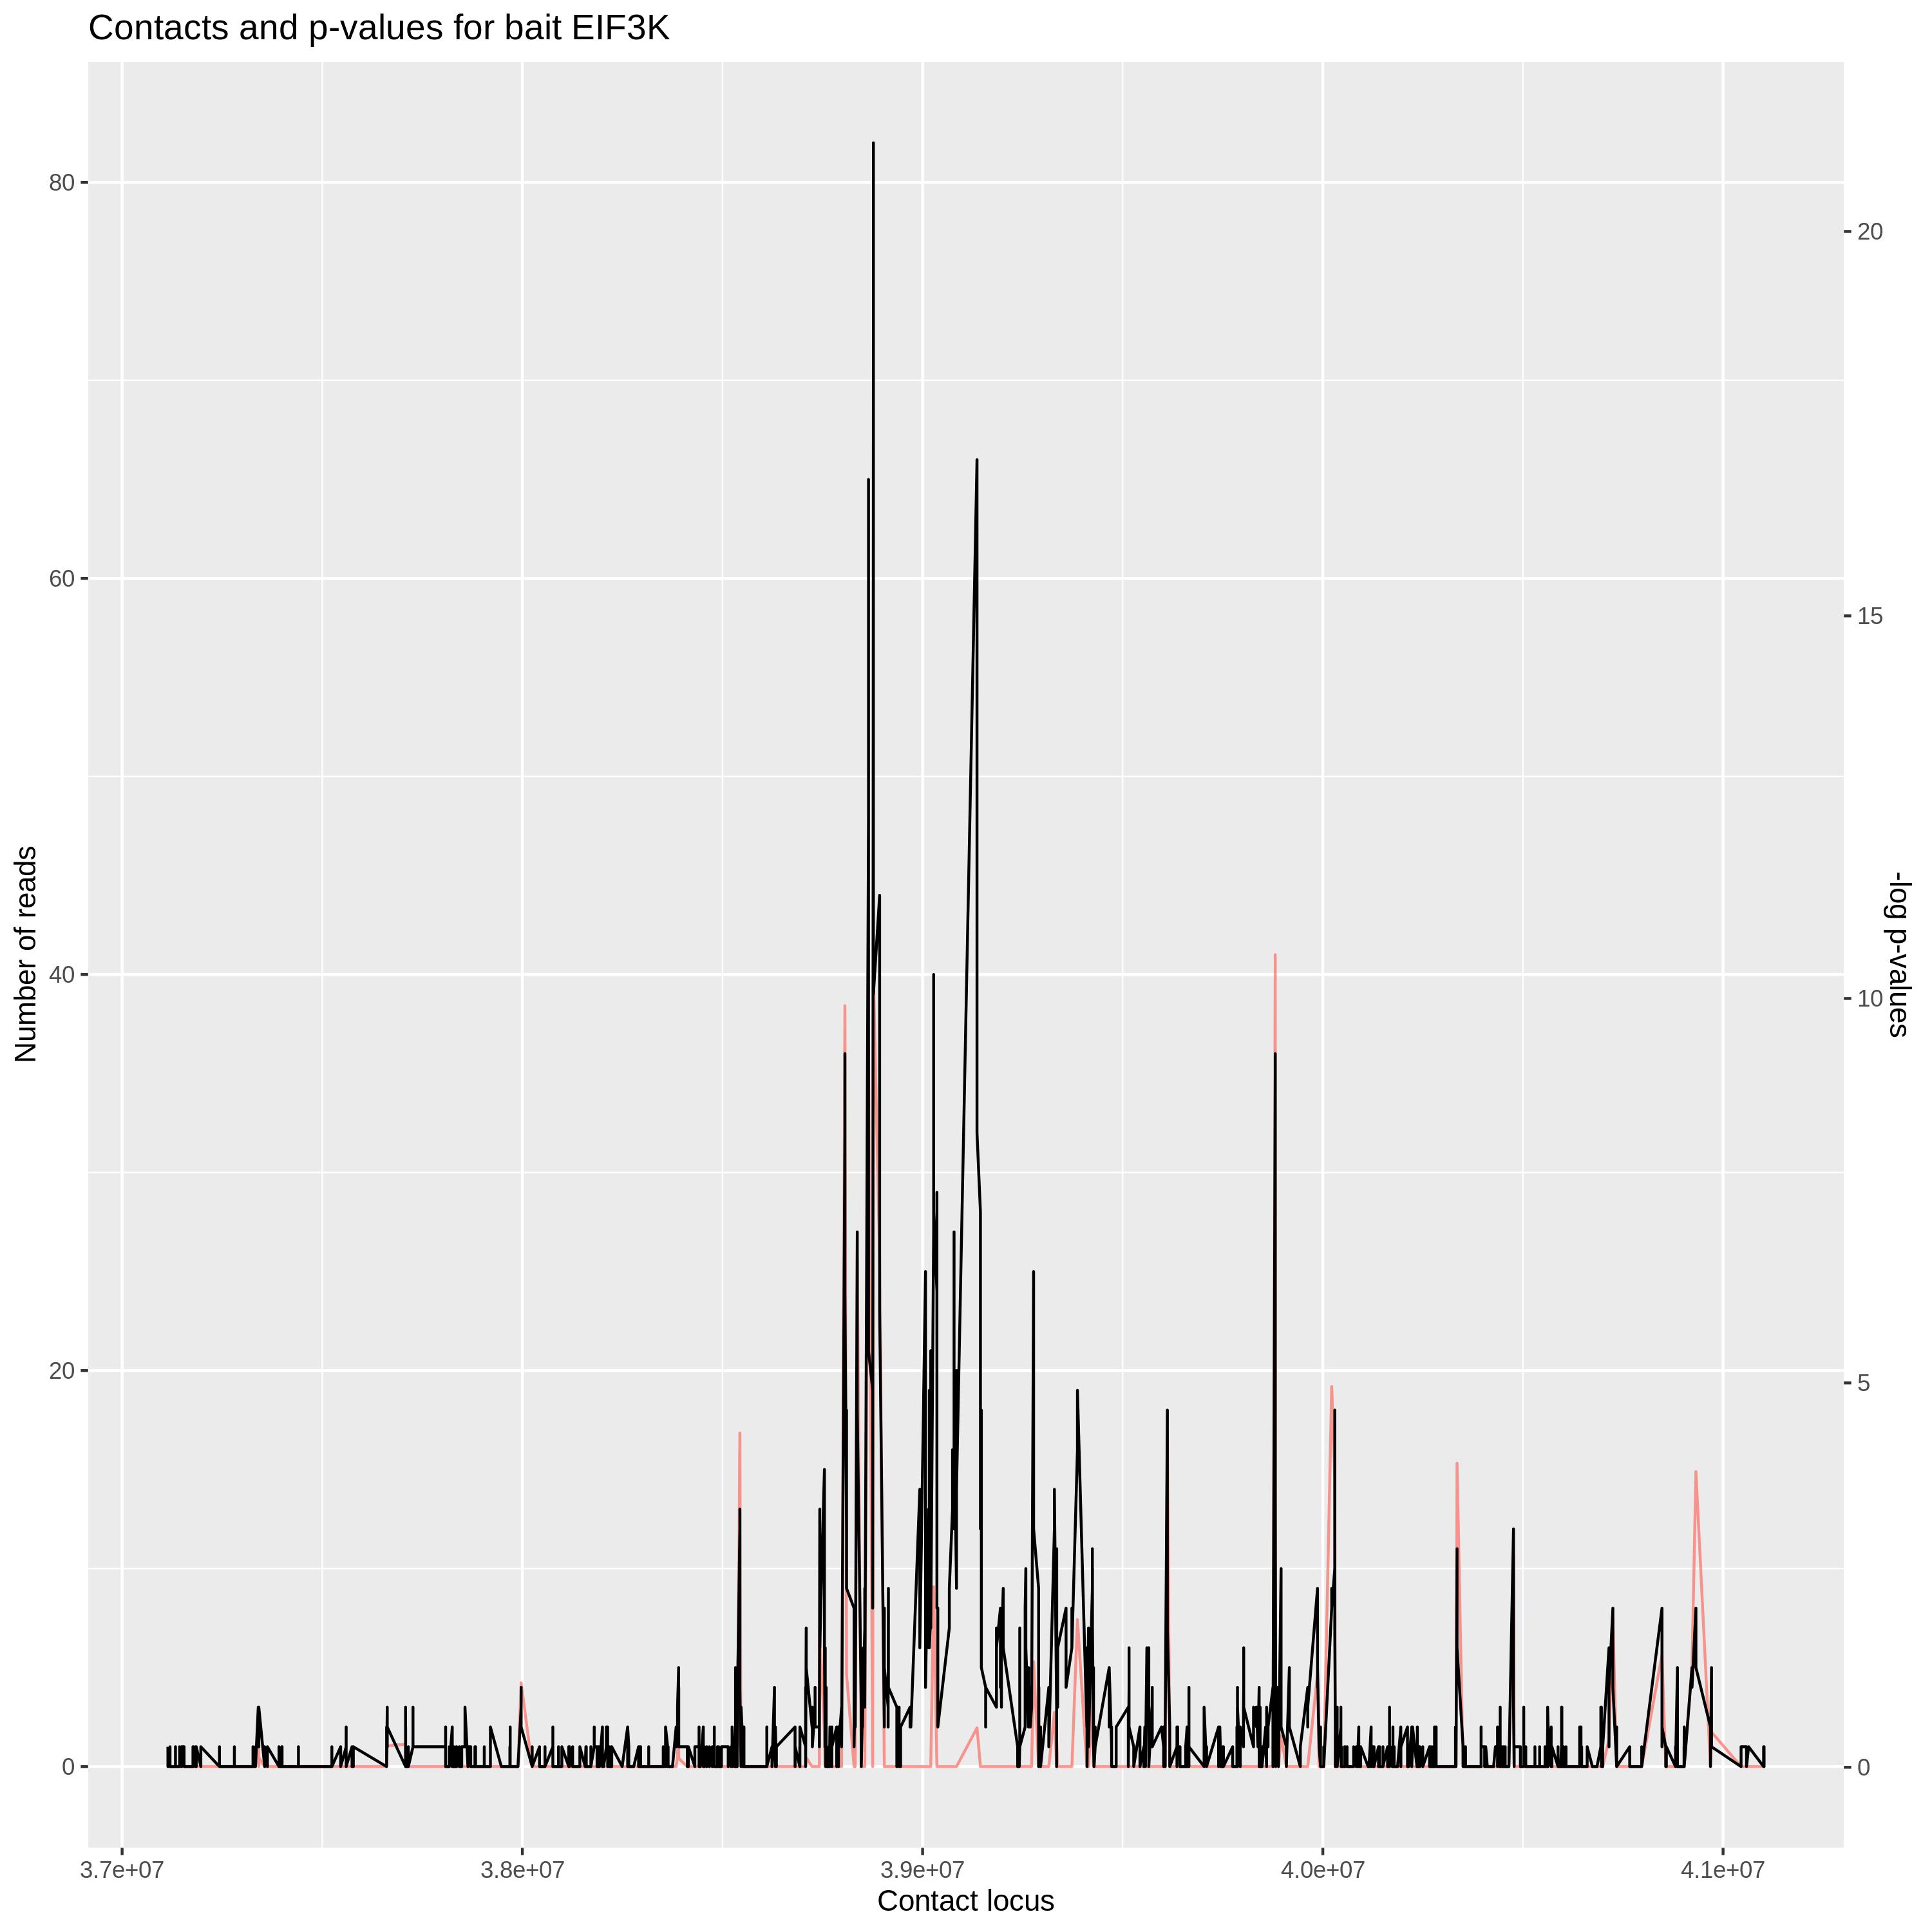 Contacts and p-values for bait EIF3K
80
60
40
20
0
Number of reads
20
15
10
5
0
-log p-values
3.7e+07 3.8e+07 3.9e+07 4.0e+07 4.1e+07
Contact locus